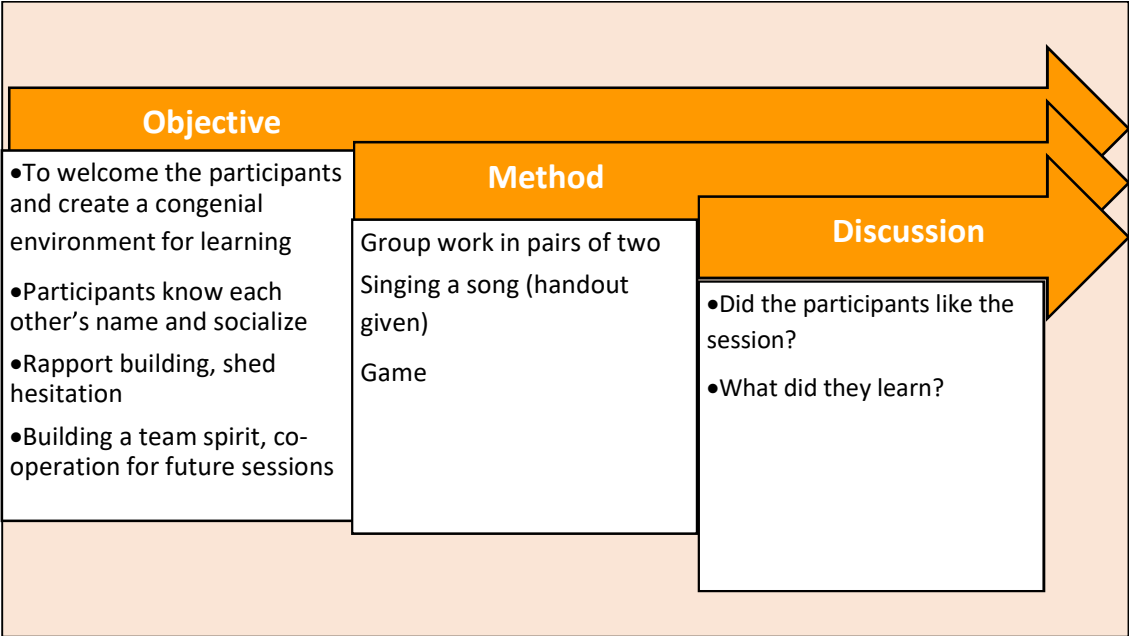 Objective
•To welcome the participants
and create a congenial
environment for learning
•Participants know each
other’s name and socialize
•Rapport building, shed
hesitation
•Building a team spirit, co-
operation for future sessions
Method
Group work in pairs of two
Singing a song (handout
given)
Game
Discussion
•Did the participants like the
session?
•What did they learn?